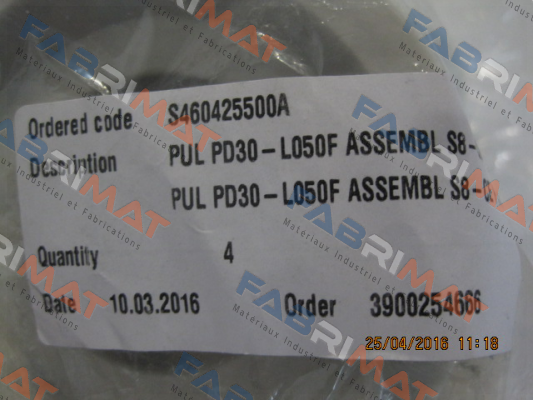 Ordered code S460425500A
Description PUL PD30-L050F ASSEMBL S8-
PUL PD30-L050F ASSEMBL S8-
Quantity 4
Date 10.03.2016 Order 3900254666
25/04/2016 11:18
FABRIMAT
Materiaux Industriel et Fabrications